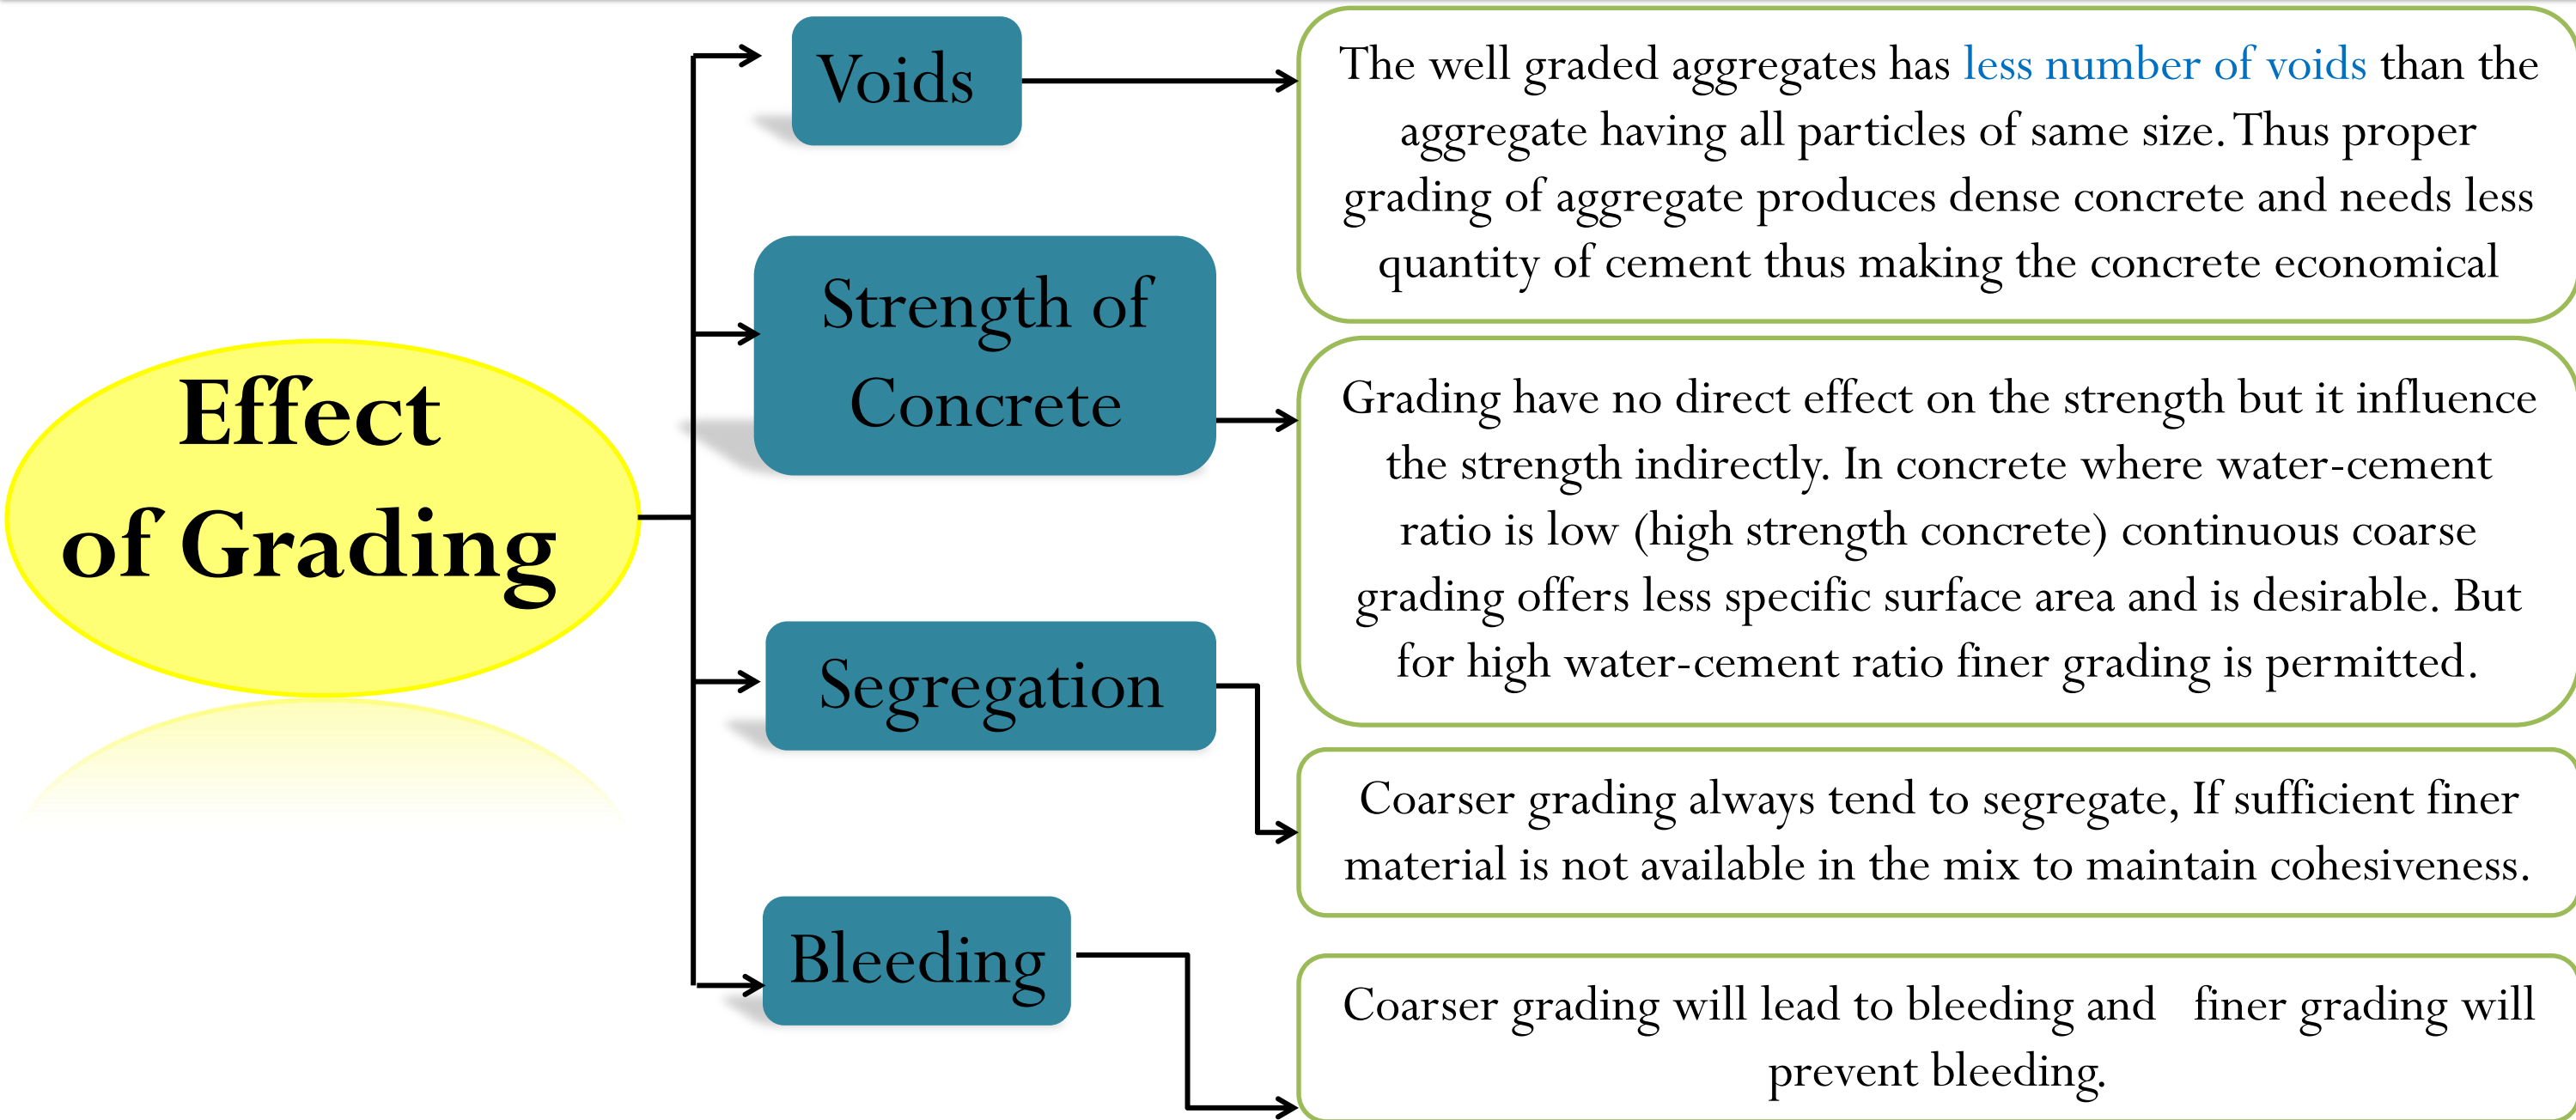 Effect
of Grading
Voids
The well graded aggregates has less number of voids than the
aggregate having all particles of same size. Thus proper
grading of aggregate produces dense concrete and needs less
quantity of cement thus making the concrete economical
Strength of
Concrete
Grading have no direct effect on the strength but it influence
the strength indirectly. In concrete where water-cement
ratio is low (high strength concrete) continuous coarse
grading offers less specific surface area and is desirable. But
for high water-cement ratio finer grading is permitted.
Segregation
Coarser grading always tend to segregate, If sufficient finer
material is not available in the mix to maintain cohesiveness.
Bleeding
Coarser grading will lead to bleeding and finer grading will
prevent bleeding.